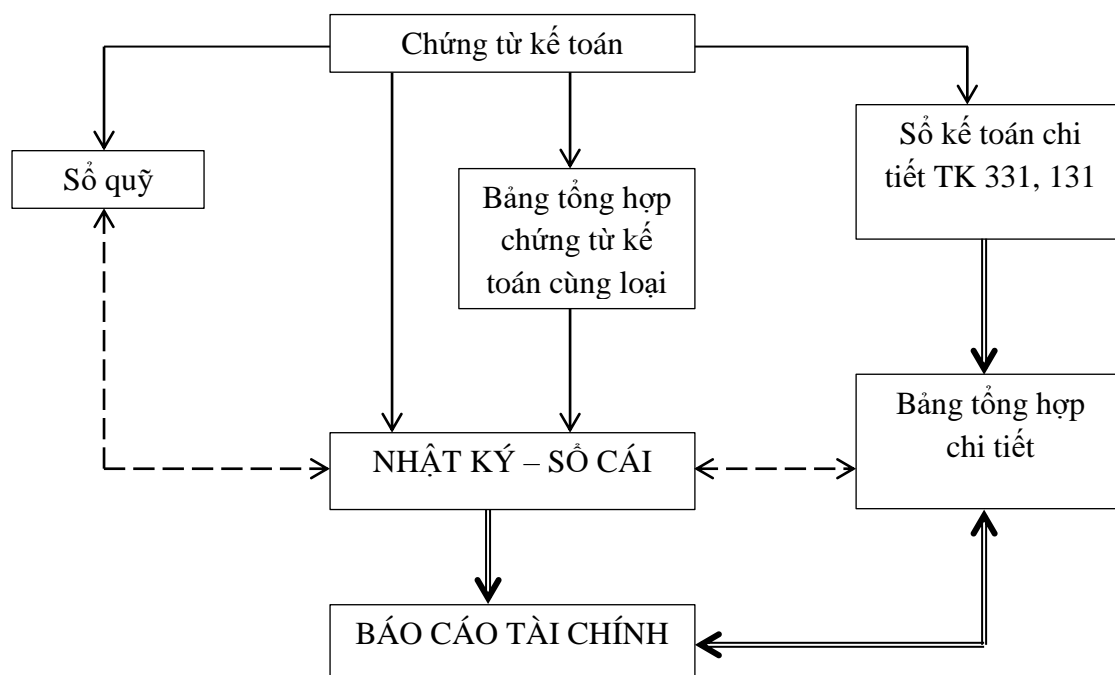 Chứng từ kế toán
Sổ quỹ
Bảng tổng hợp
chứng từ kế
toán cùng loại
Sổ kế toán chi
tiết TK 331, 131
Bảng tổng hợp
chi tiết
NHẬT KÝ – SỔ CÁI
BÁO CÁO TÀI CHÍNH